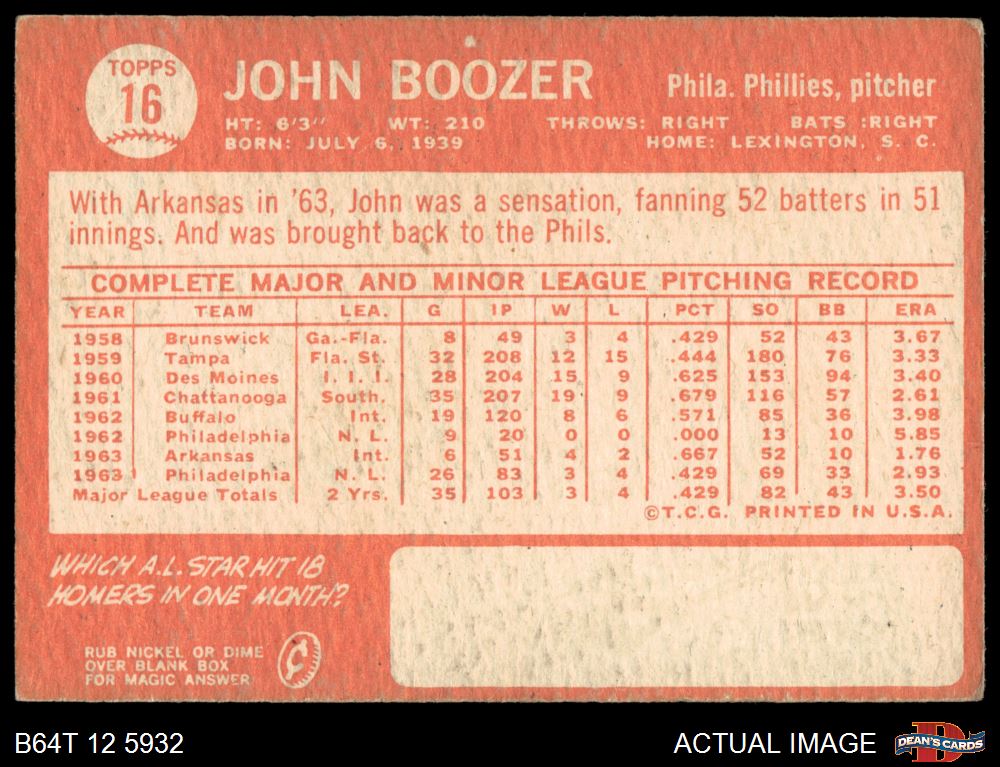 TOPPS
16
JOHN BOOZER
Phila. Phillies, pitcher
HT: 6'3" WT: 210 THROWS: RIGHT BATS :RIGHT
BORN: JULY 6, 1939 HOME: LEXINGTON, S. C.
With Arkansas in '63, John was a sensation, fanning 52 batters in 51
innings. And was brought back to the Phils.
COMPLETE MAJOR AND MINOR LEAGUE PITCHING RECORD
YEAR TEAM LEA. G IP W L PCT SO BB ERA
1958 Brunswick Ga.-Fla. 8 49 3 4 .429 52 43 3.67
1959 Tampa Fla. St. 32 208 12 15 .444 180 76 3.33
1960 Des Moines I. I. I. 28 204 15 9 .625 153 94 3.40
1961 Chattanooga South. 35 207 19 9 .679 116 57 2.61
1962 Buffalo Int. 19 120 8 6 .571 85 36 3.98
1962 Philadelphia N. L. 9 20 0 0 .000 13 10 5.85
1963 Arkansas Int. 6 51 4 2 .667 52 10 1.76
1963 Philadelphia N. L. 26 83 3 4 .429 69 33 2.93
Major League Totals 2 Yrs. 35 103 3 4 .429 82 43 3.50
©T.C.G. PRINTED IN U.S.A.
WHICH A.L. STAR HIT 18
HOMERS IN ONE MONTH?
RUB NICKEL OR DIME
OVER BLANK BOX
FOR MAGIC ANSWER
¢
B64T 12 5932
ACTUAL IMAGE
D
DEAN'S CARDS